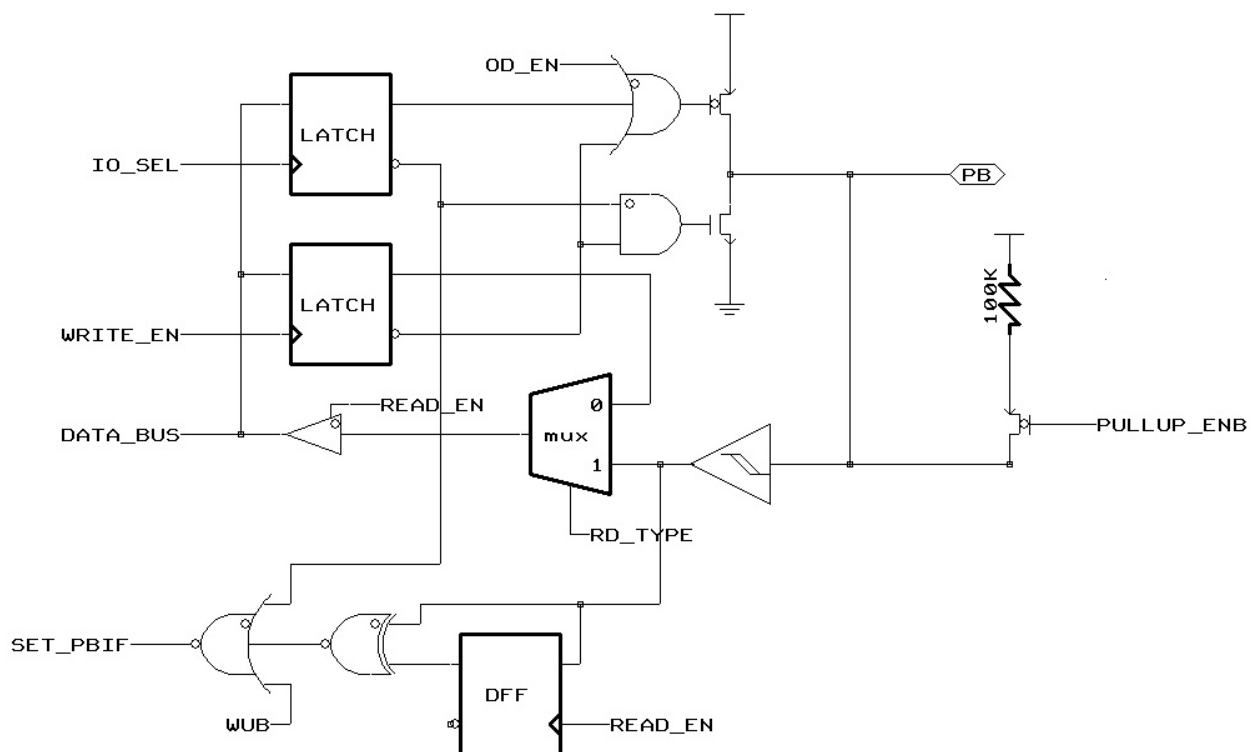 OD_EN
LATCH
IO_SEL
PB
LATCH
100K
WRITE_EN
READ_EN
0
PULLUP_ENB
DATA_BUS
mux
1
RD_TYPE
SET_PBIF
DFF
WUB
READ_EN